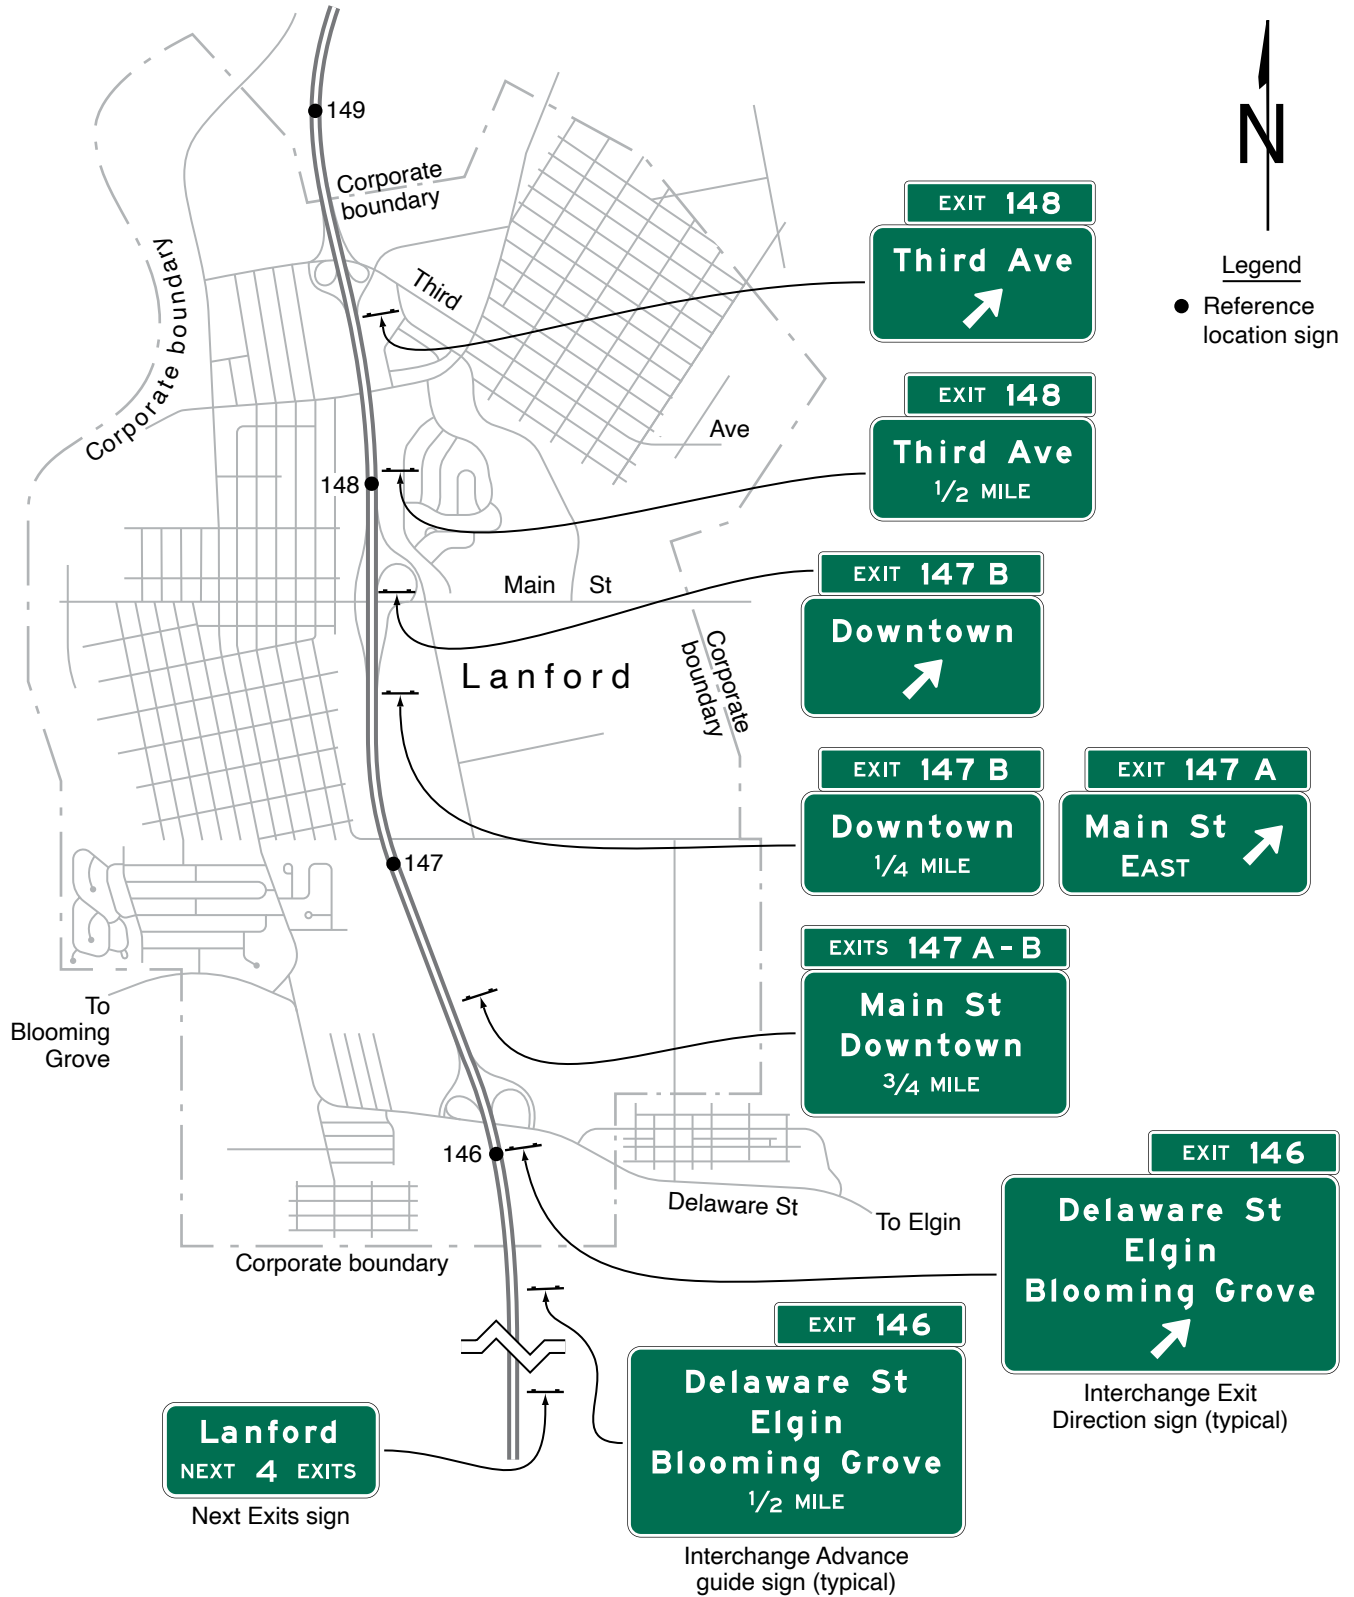 149
Corporate
boundary
N
EXIT 148
Third Ave
Legend
Reference
location sign
Corporate boundary
Third
Ave
EXIT 148
Third Ave
1/2 MILE
148
EXIT 147 B
Downtown
Main St
Lanford
Corporate
boundary
EXIT 147 B
Downtown
1/4 MILE
EXIT 147 A
Main St
EAST
147
EXITS 147 A - B
Main St
Downtown
3/4 MILE
To
Blooming
Grove
146
Delaware St
To Elgin
Corporate boundary
EXIT 146
Delaware St
Elgin
Blooming Grove
Interchange Exit
Direction sign (typical)
EXIT 146
Delaware St
Elgin
Blooming Grove
1/2 MILE
Interchange Advance
guide sign (typical)
Lanford
NEXT 4 EXITS
Next Exits sign